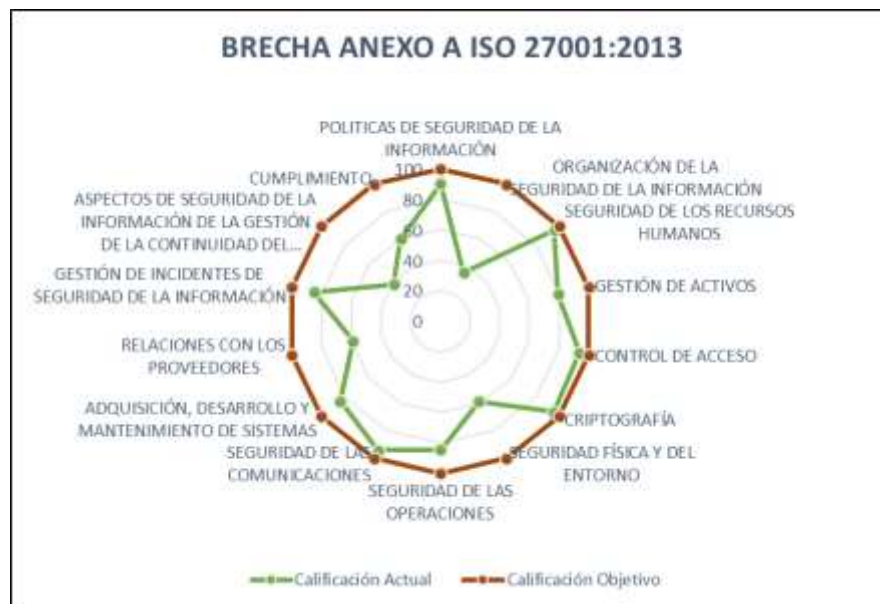 BRECHA ANEXO A ISO 27001:2013
POLITICAS DE SEGURIDAD DE LA
INFORMACIÓN
ORGANIZACIÓN DE LA
SEGURIDAD DE LA INFORMACIÓN
SEGURIDAD DE LOS RECURSOS
HUMANOS
GESTIÓN DE ACTIVOS
CONTROL DE ACCESO
CRIPTOGRAFÍA
SEGURIDAD FÍSICA Y DEL
ENTORNO
SEGURIDAD DE LAS
OPERACIONES
SEGURIDAD DE LAS
COMUNICACIONES
ADQUISICIÓN, DESARROLLO Y
MANTENIMIENTO DE SISTEMAS
RELACIONES CON LOS
PROVEEDORES
GESTIÓN DE INCIDENTES DE
SEGURIDAD DE LA INFORMACIÓN
ASPECTOS DE SEGURIDAD DE LA
INFORMACIÓN DE LA GESTIÓN
DE LA CONTINUIDAD DEL...
CUMPLIMIENTO
100
80
60
40
20
0
Calificación Actual
Calificación Objetivo